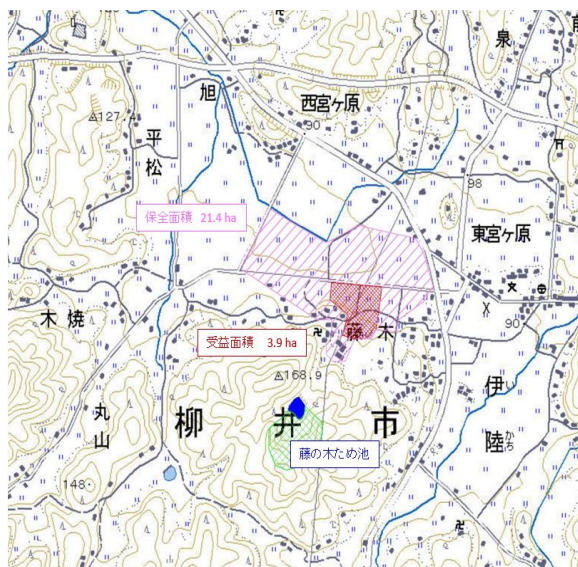 泉
旭
西宮ヶ原
△127.4
90
平松
98
保全面積 21.4 ha
東宮ヶ原
木焼
受益面積 3.9 ha
藤木
90
△168.9
伊い
陸かち
丸山
柳井市
藤の木ため池
148・